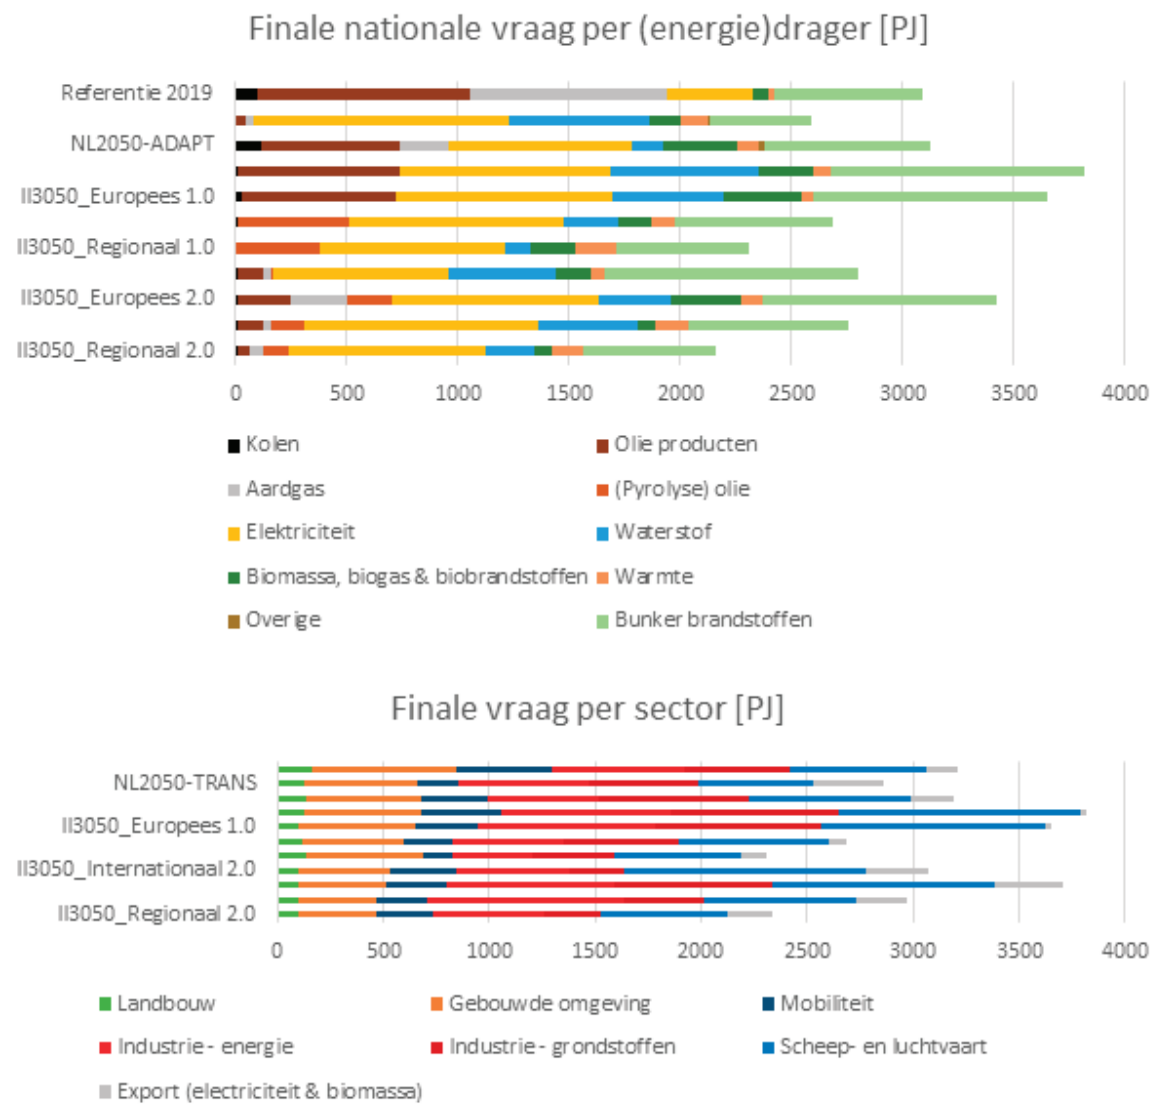 Finale nationale vraag per (energie)drager [PJ]
Referentie 2019
NL2050-ADAPT
II3050_Europees 1.0
II3050_Regionaal 1.0
II3050_Europees 2.0
II3050_Regionaal 2.0
0 500 1000 1500 2000 2500 3000 3500 4000
Kolen Olie producten
Aardgas (Pyrolyse) olie
Elektriciteit Waterstof
Biomassa, biogas & biobrandstoffen Warmte
Overige Bunker brandstoffen
Finale vraag per sector [PJ]
NL2050-TRANS
II3050_Europees 1.0
II3050_Internationaal 2.0
II3050_Regionaal 2.0
0 500 1000 1500 2000 2500 3000 3500 4000
Landbouw Gebouwde omgeving Mobiliteit
Industrie - energie Industrie - grondstoffen Scheep- en luchtvaart
Export (electriciteit & biomassa)